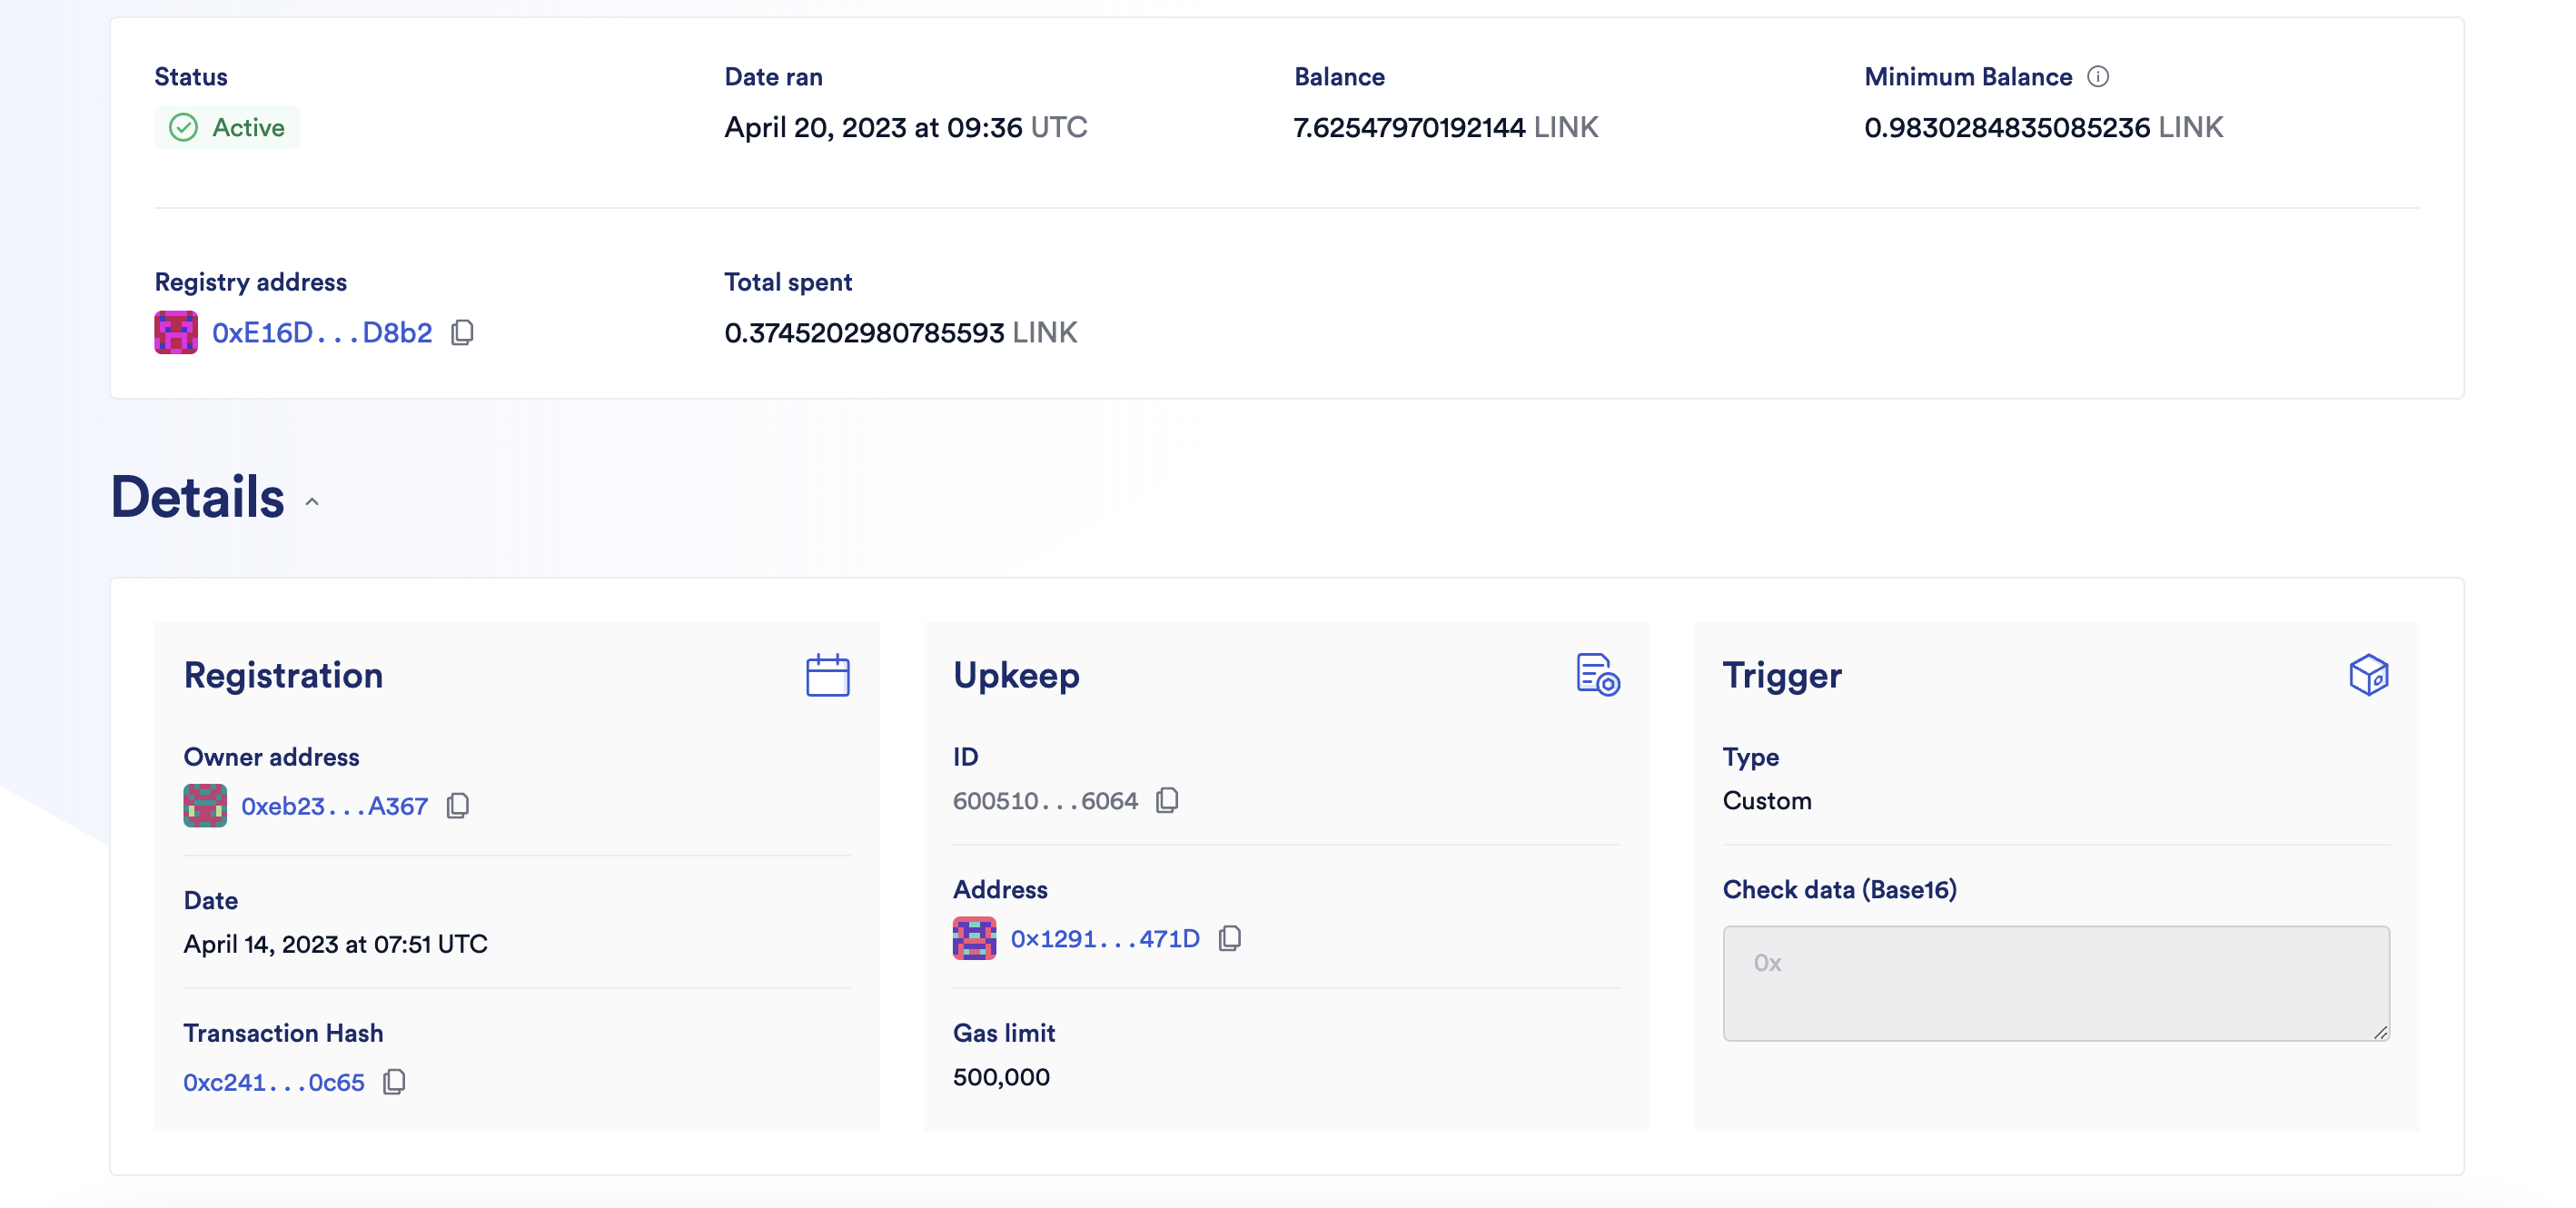 Status
Active
Date ran
April 20, 2023 at 09:36 UTC
Balance
7.62547970192144 LINK
Minimum Balance
0.9830284835085236 LINK
Registry address
0xE16D...D8b2
Total spent
0.3745202980785593 LINK
Details
Registration
Owner address
0xeb23...A367
Date
April 14, 2023 at 07:51 UTC
Transaction Hash
0xc241...0c65
Upkeep
ID
600510...6064
Address
0x1291...471D
Gas limit
500,000
Trigger
Type
Custom
Check data (Base16)
0x